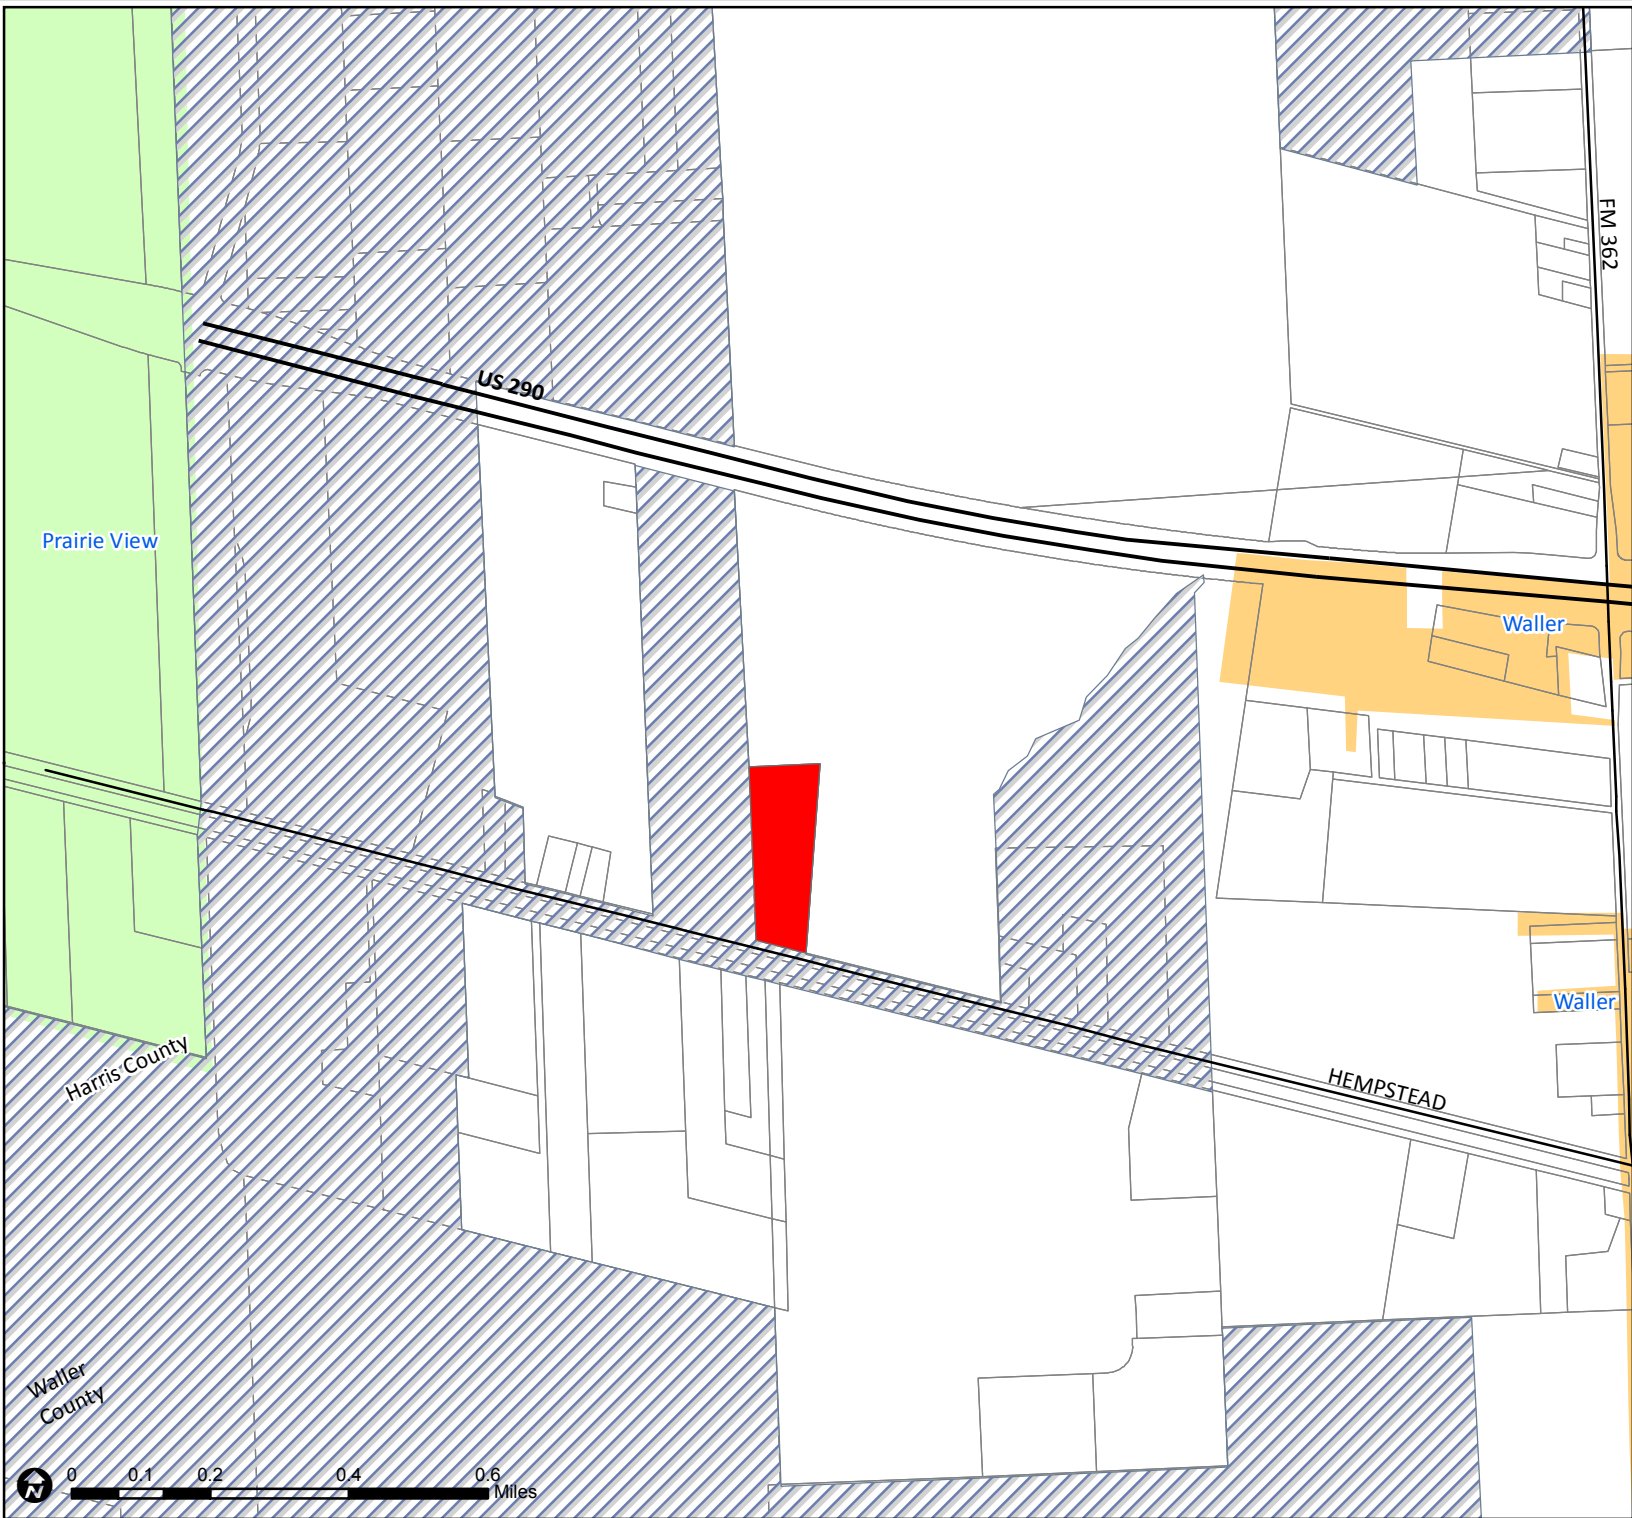 FM 362
US 290
Prairie View
Waller
Waller
Harris County
HEMPSTEAD
Waller
County
0 0.1 0.2 0.4 0.6
Miles
N